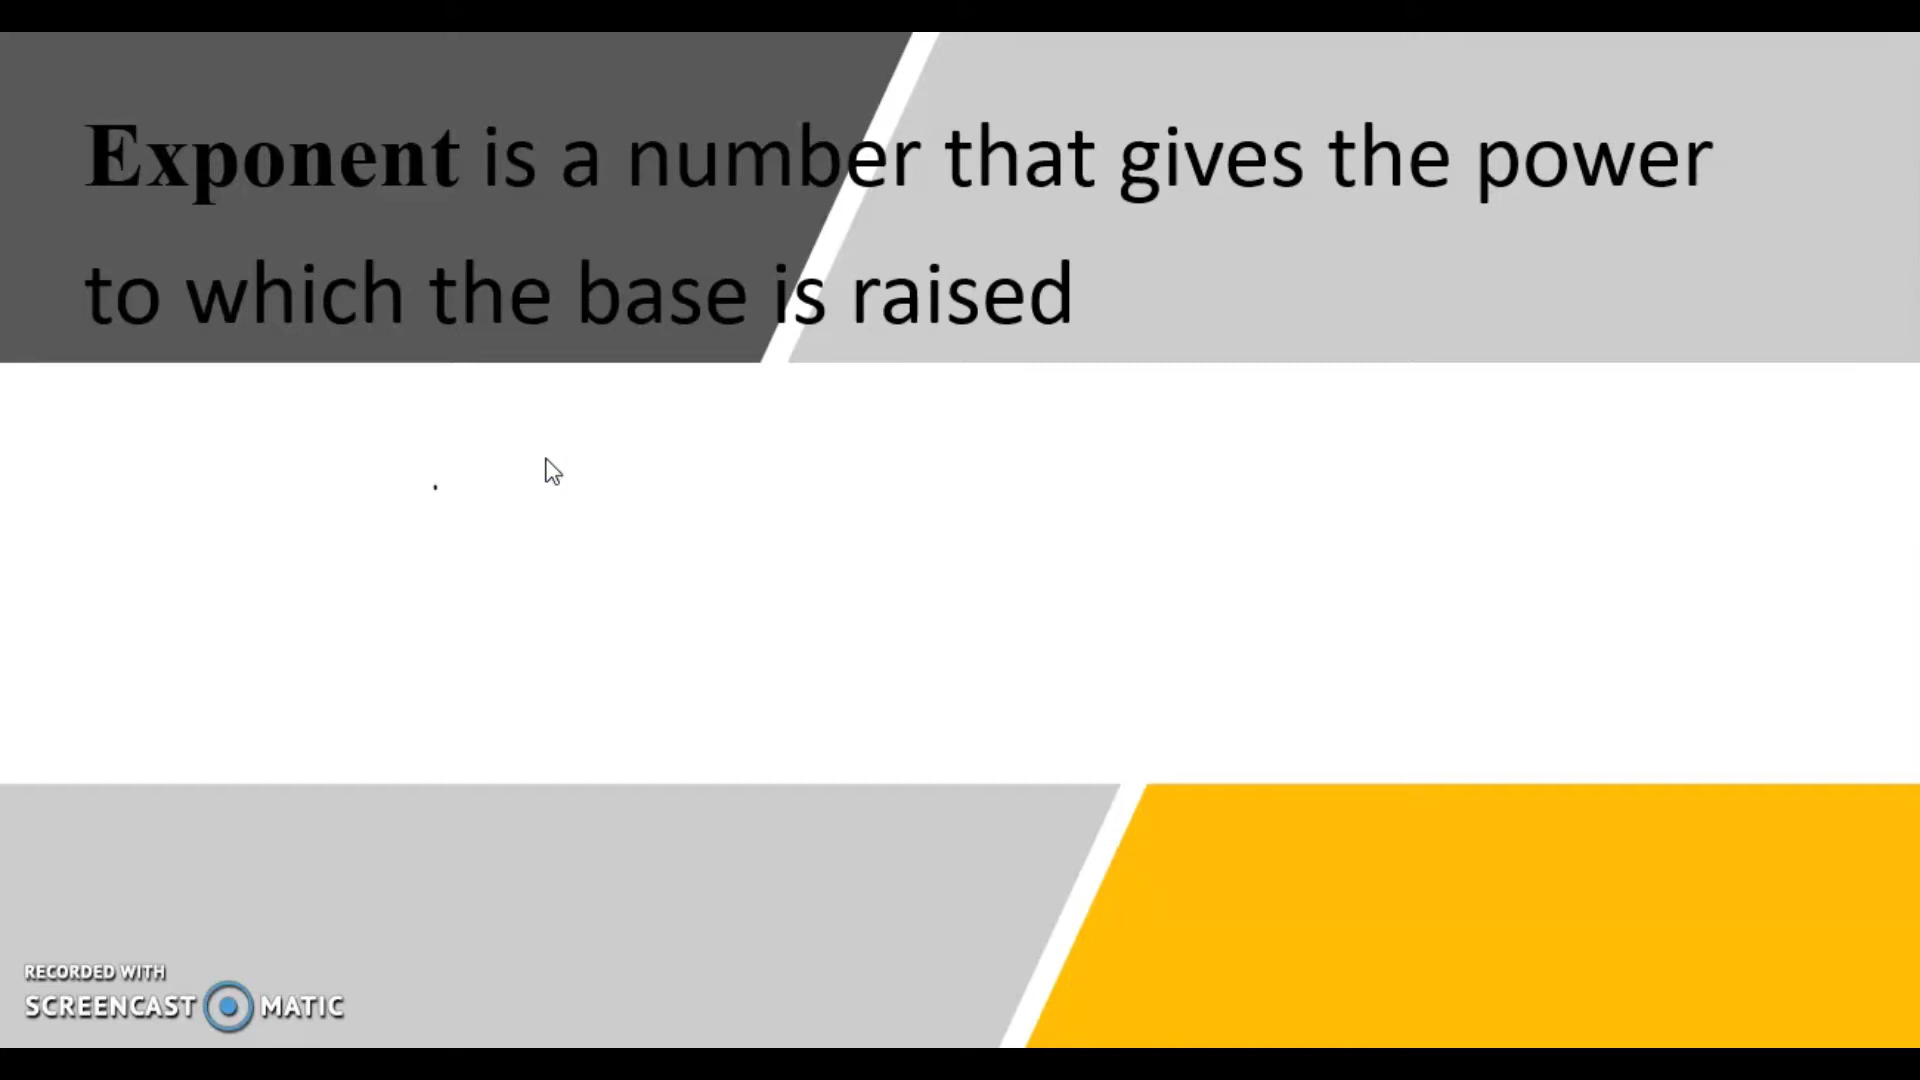 Exponent is a number that gives the power
to which the base is raised
.
RECORDED WITH
SCREENCAST MATIC